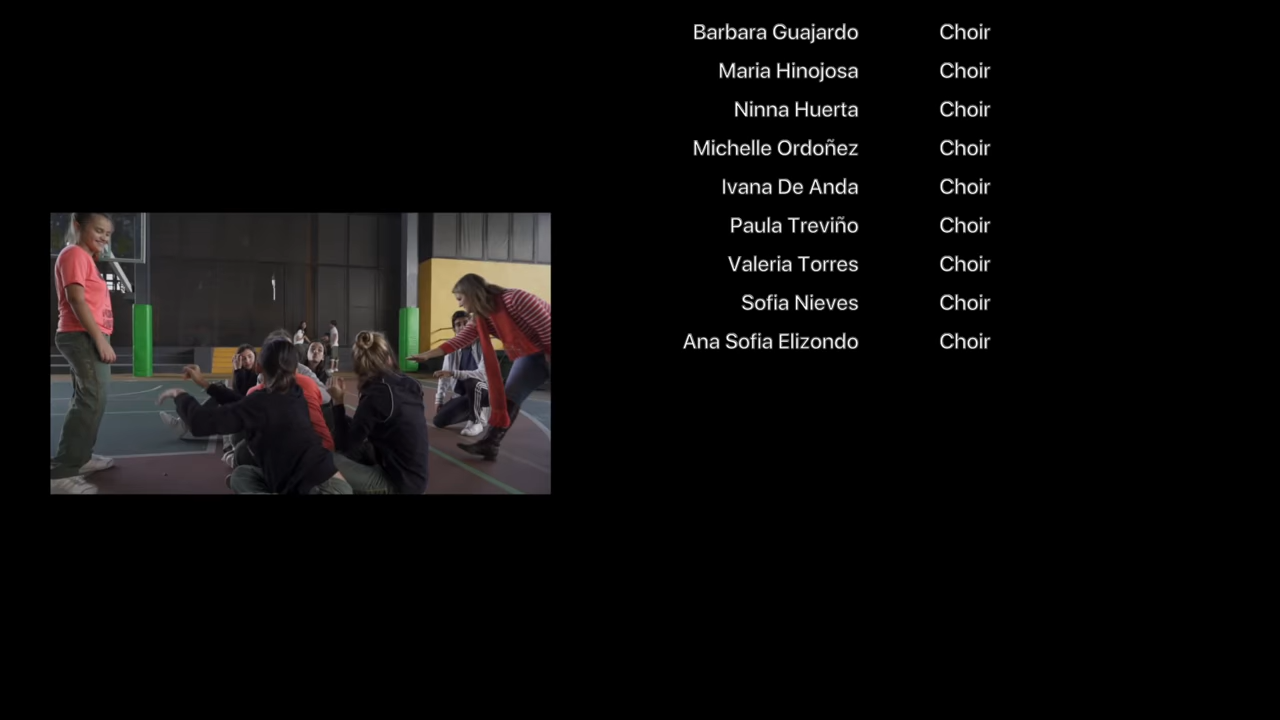 Barbara Guajardo Choir
Maria Hinojosa Choir
Ninna Huerta Choir
Michelle Ordoñez Choir
Ivana De Anda Choir
Paula Treviño Choir
Valeria Torres Choir
Sofia Nieves Choir
Ana Sofia Elizondo Choir